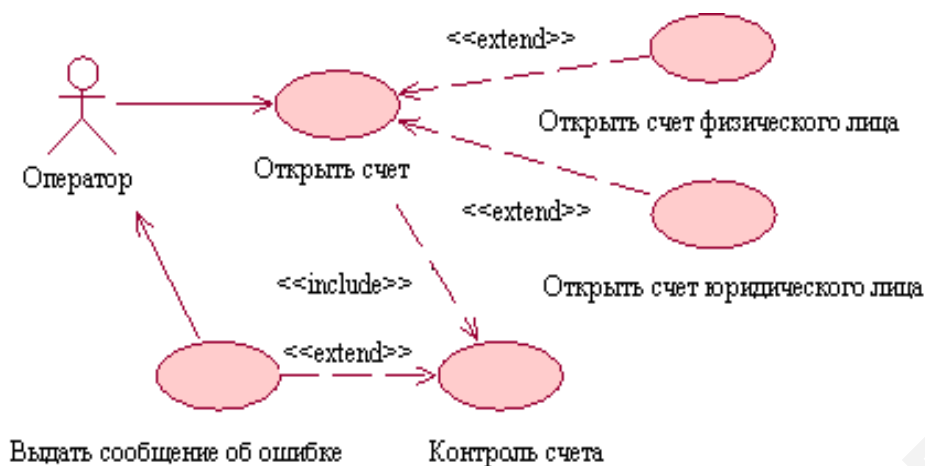 <<extend>>
Открыть счет физического лица
Оператор
Открыть счет
<<extend>>
<<include>>
Открыть счет юридического лица
<<extend>>
Выдать сообщение об ошибке
Контроль счета